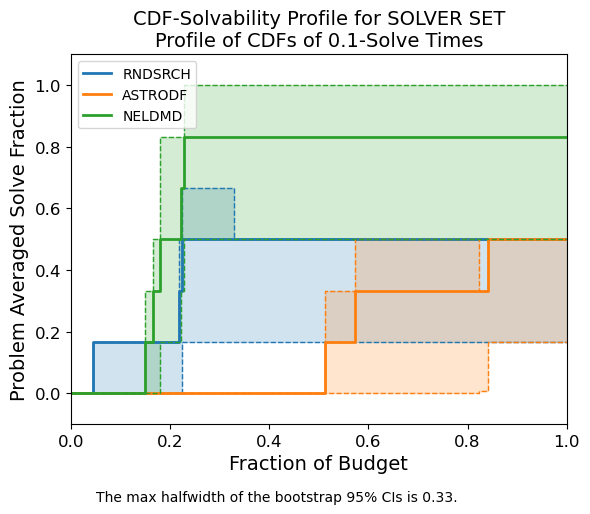 CDF-Solvability Profile for SOLVER SET
Profile of CDFs of 0.1-Solve Times
RNDSRCH
ASTRODF
NELDMD
Problem Averaged Solve Fraction
1.0
0.8
0.6
0.4
0.2
0.0
0.0 0.2 0.4 0.6 0.8 1.0
Fraction of Budget
The max halfwidth of the bootstrap 95% CIs is 0.33.